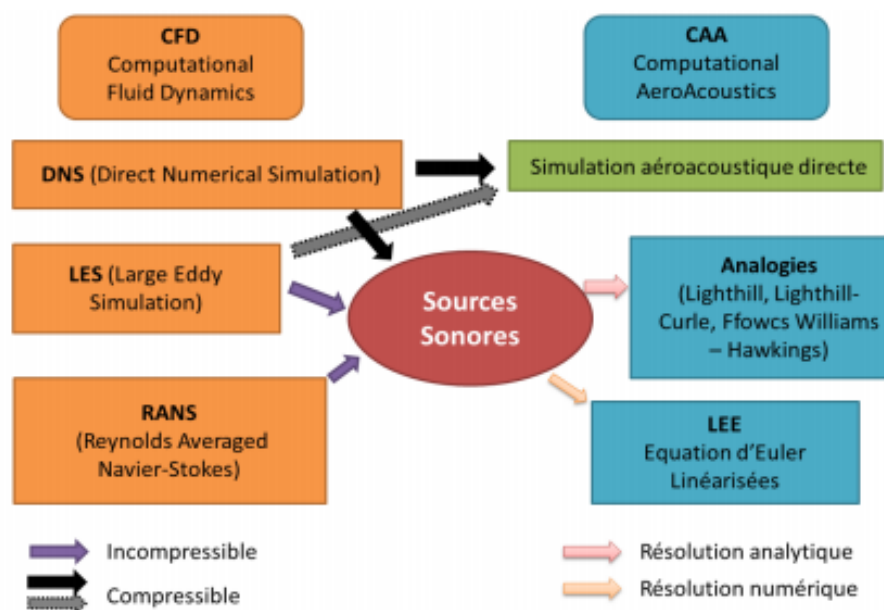 CFD
Computational
Fluid Dynamics
CAA
Computational
AeroAcoustics
DNS (Direct Numerical Simulation)
Simulation aéroacoustique directe
LES (Large Eddy
Simulation)
Sources
Sonores
Analogies
(Lighthill, Lighthill-
Curle, Ffowcs Williams
– Hawkings)
RANS
(Reynolds Averaged
Navier-Stokes)
LEE
Equation d'Euler
Linéarisées
Incompressible
Compressible
Résolution analytique
Résolution numérique